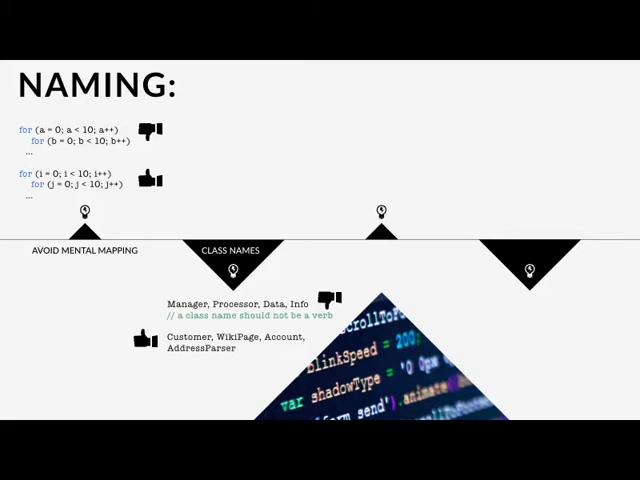 NAMING:
for (a = 0; a < 10; a++)
for (b = 0; b < 10; b++)
...
for (i = 0; i < 10; i++)
for (j = 0; j < 10; j++)
...
AVOID MENTAL MAPPING
CLASS NAMES
Manager, Processor, Data, Info
// a class name should not be a verb
Customer, WikiPage, Account,
AddressParser
blinkSpeed = 200;
var shadowType = '0 0px
send').animate(